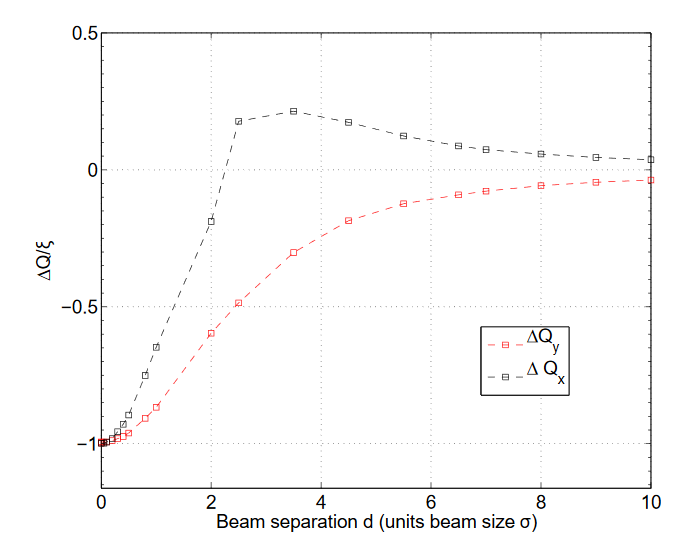 0.5
0
−0.5
−1
ΔQ/ξ
0 2 4 6 8 10
Beam separation d (units beam size σ)
ΔQy
Δ Qx